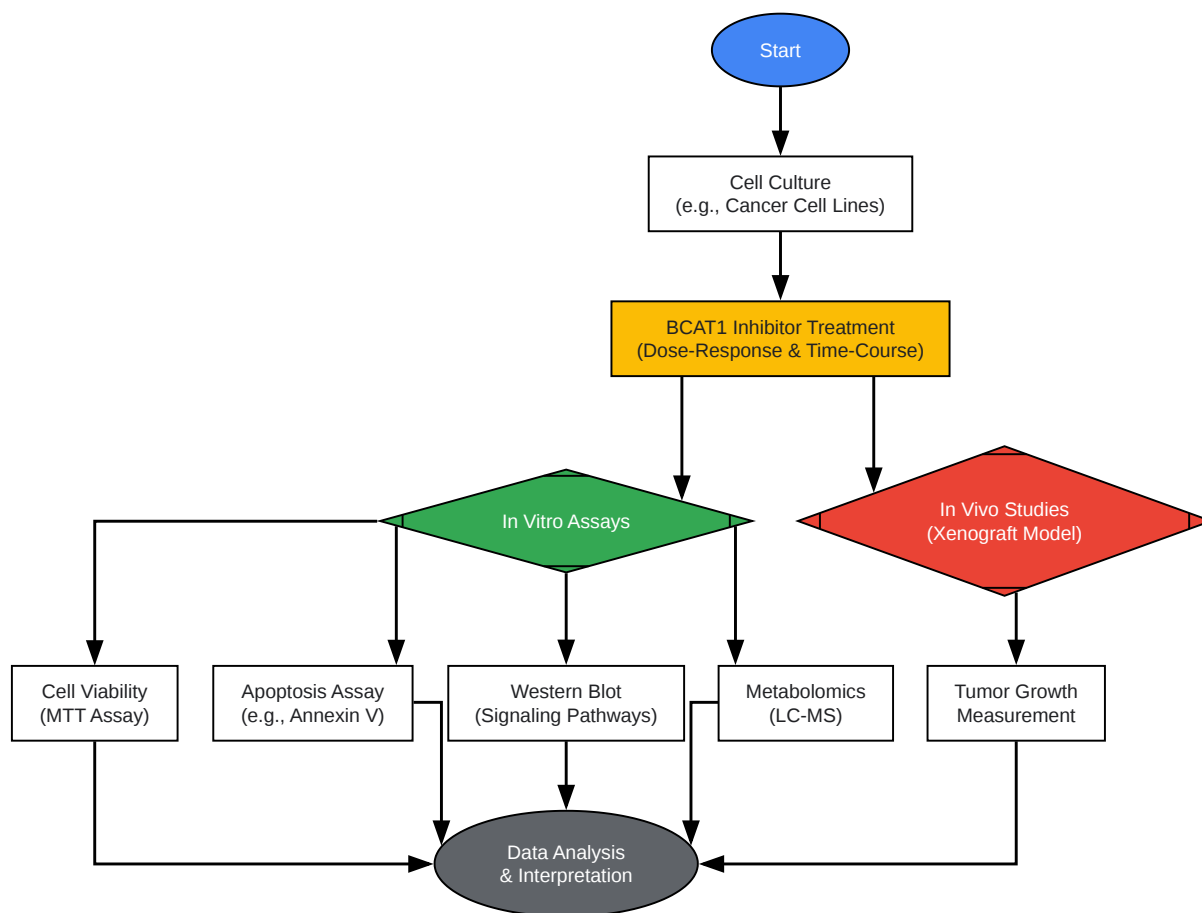 Start
Cell Culture
(e.g., Cancer Cell Lines)
BCAT1 Inhibitor Treatment
(Dose-Response & Time-Course)
In Vitro Assays
In Vivo Studies
(Xenograft Model)
Cell Viability
(MTT Assay)
Apoptosis Assay
(e.g., Annexin V)
Western Blot
(Signaling Pathways)
Metabolomics
(LC-MS)
Tumor Growth
Measurement
Data Analysis
& Interpretation